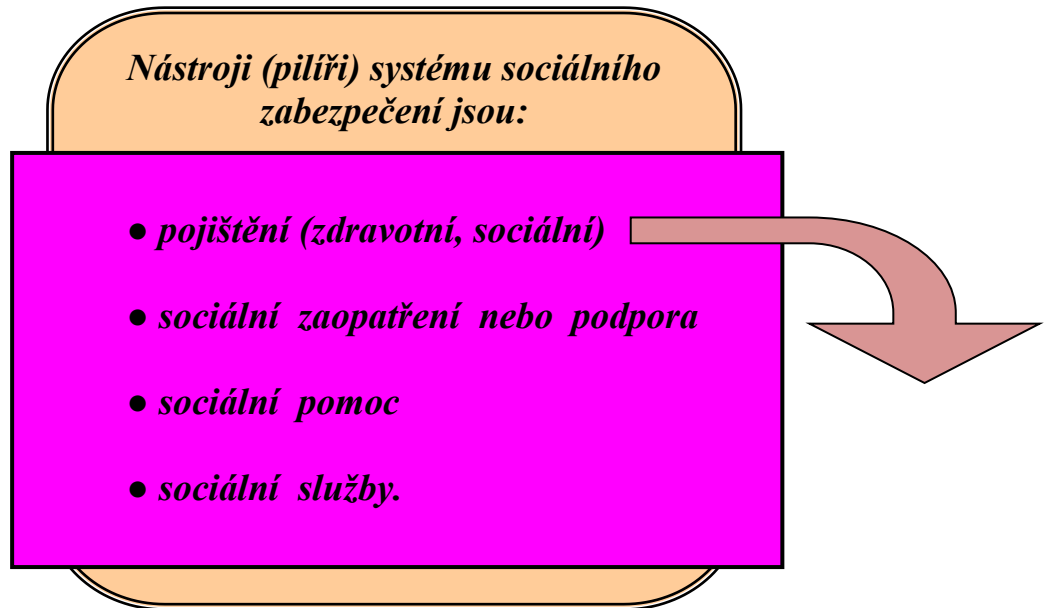 Nástroji (pilíři) systému sociálního
zabezpečení jsou:
● pojištění (zdravotní, sociální)
● sociální zaopatření nebo podpora
● sociální pomoc
● sociální služby.